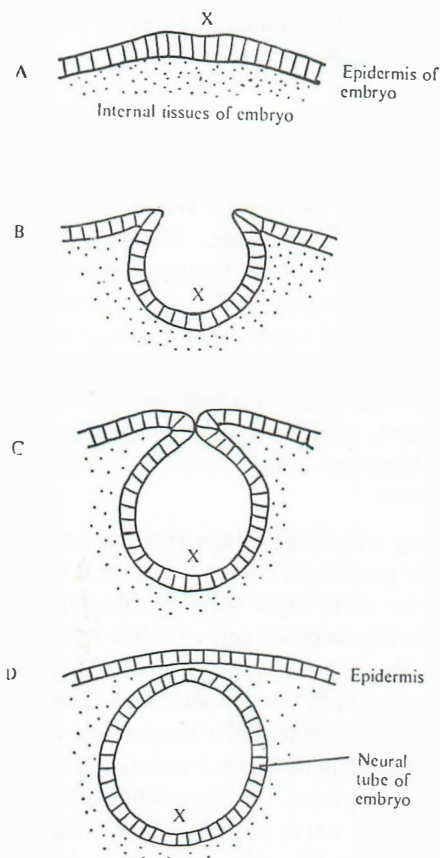 X
A
Epidermis of
embryo
Internal tissues of embryo
B
X
C
X
D
Epidermis
Neural
tube of
embryo
X